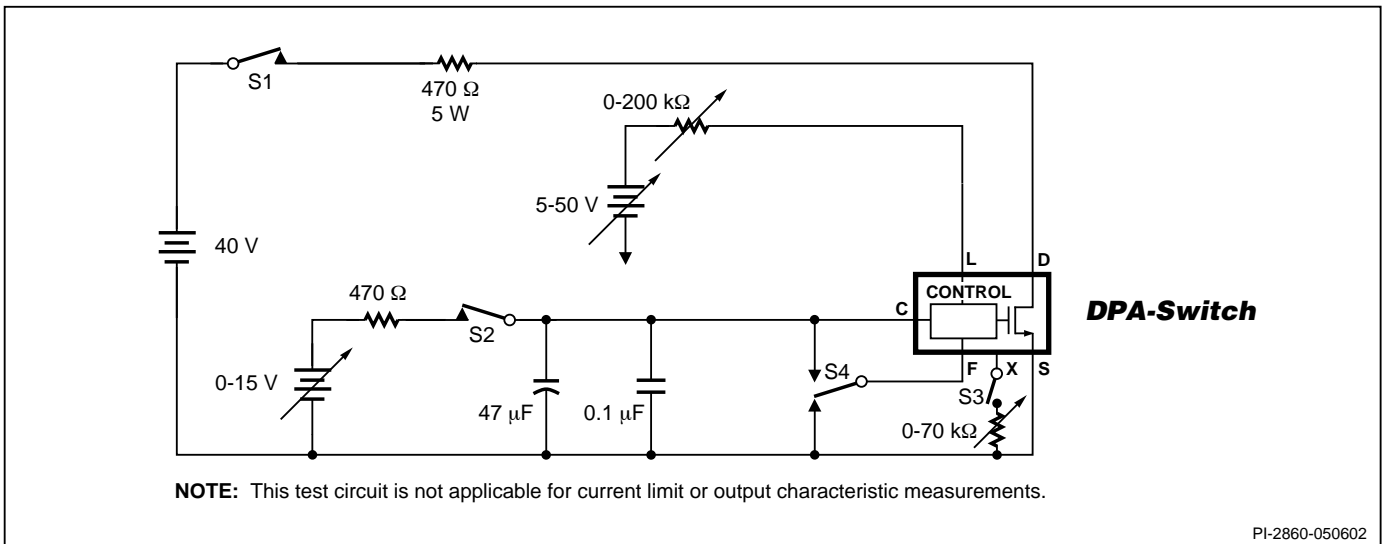 S1
470 Ω
5 W
0-200 kΩ
5-50 V
40 V
L
D
470 Ω
CONTROL
C
DPA-Switch
S2
0-15 V
S4
F
X
S
S3
47 µF
0.1 µF
0-70 kΩ
NOTE: This test circuit is not applicable for current limit or output characteristic measurements.
PI-2860-050602